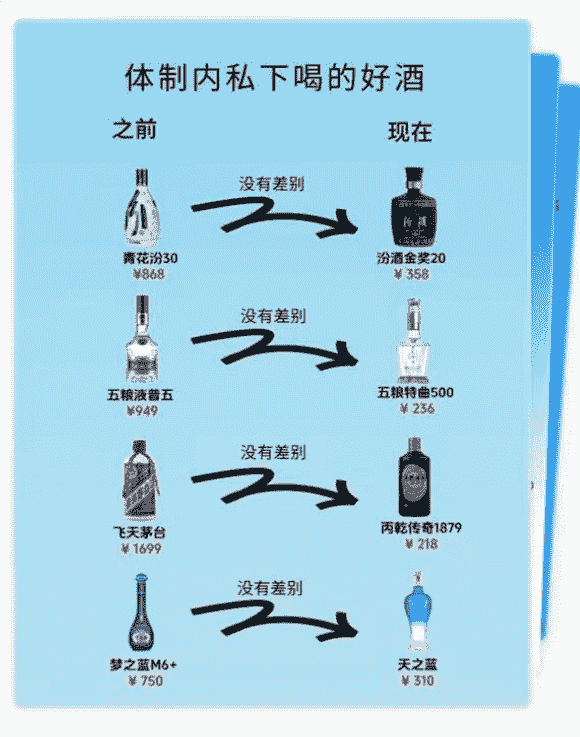 体制内私下喝的好酒
之前 现在
没有差别
青花汾30 汾酒金奖20
¥868 ¥ 358
没有差别
五粮液普五 五粮特曲500
¥949 ¥ 236
没有差别
飞天茅台 丙乾传奇1879
¥ 1699 ¥ 218
没有差别
梦之蓝M6+ 天之蓝
¥ 750 ¥ 310